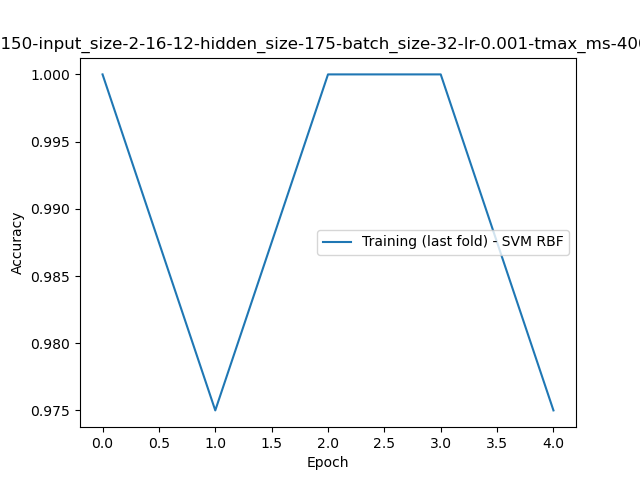 150-input_size-2-16-12-hidden_size-175-batch_size-32-lr-0.001-tmax_ms-400
1.000
0.995
0.990
0.985
0.980
0.975
Accuracy
Training (last fold) - SVM RBF
0.0 0.5 1.0 1.5 2.0 2.5 3.0 3.5 4.0
Epoch